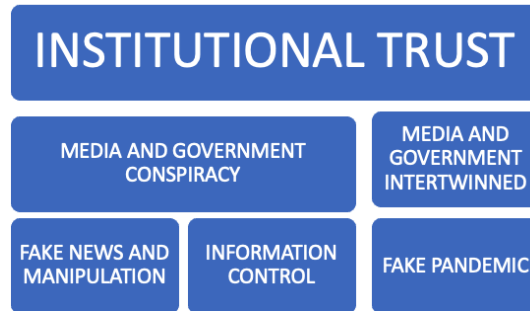 INSTITUTIONAL TRUST
MEDIA AND GOVERNMENT
CONSPIRACY
MEDIA AND
GOVERNMENT
INTERTWINNED
FAKE NEWS AND
MANIPULATION
INFORMATION
CONTROL
FAKE PANDEMIC